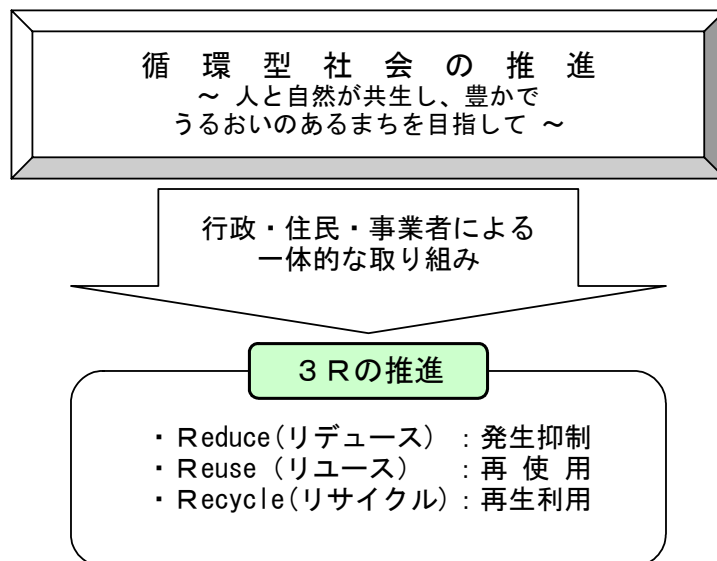 循環型社会の推進
～ 人と自然が共生し、豊かで
うるおいのあるまちを目指して ～
行政・住民・事業者による
一体的な取り組み
３Ｒの推進
・Ｒeduce(リデュース) ：発生抑制
・Ｒeuse (リユース) ：再 使 用
・Ｒecycle(リサイクル)：再生利用